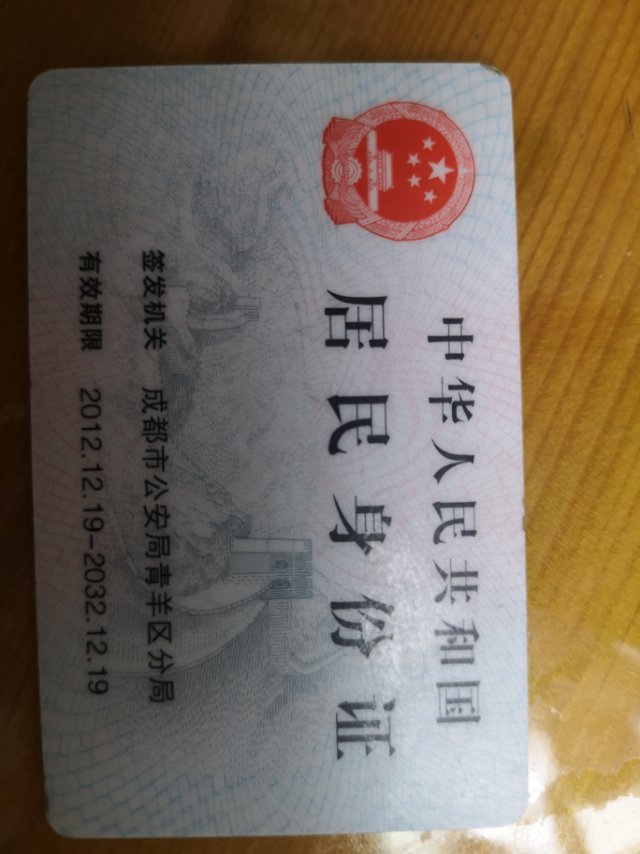 中华人民共和国
居民身份证
签发机关 成都市公安局青羊区分局
有效期限 2012.12.19-2032.12.19